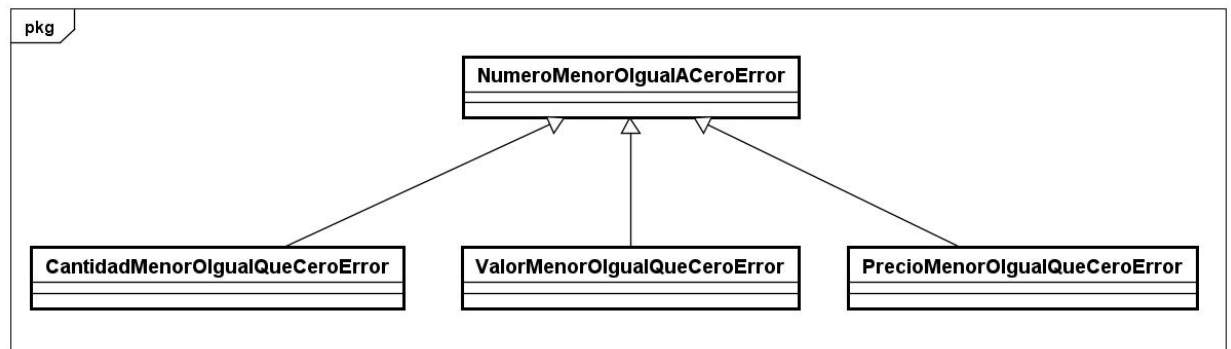 pkg
NumeroMenorOIgualACeroError
CantidadMenorOIgualQueCeroError
ValorMenorOIgualQueCeroError
PrecioMenorOIgualQueCeroError